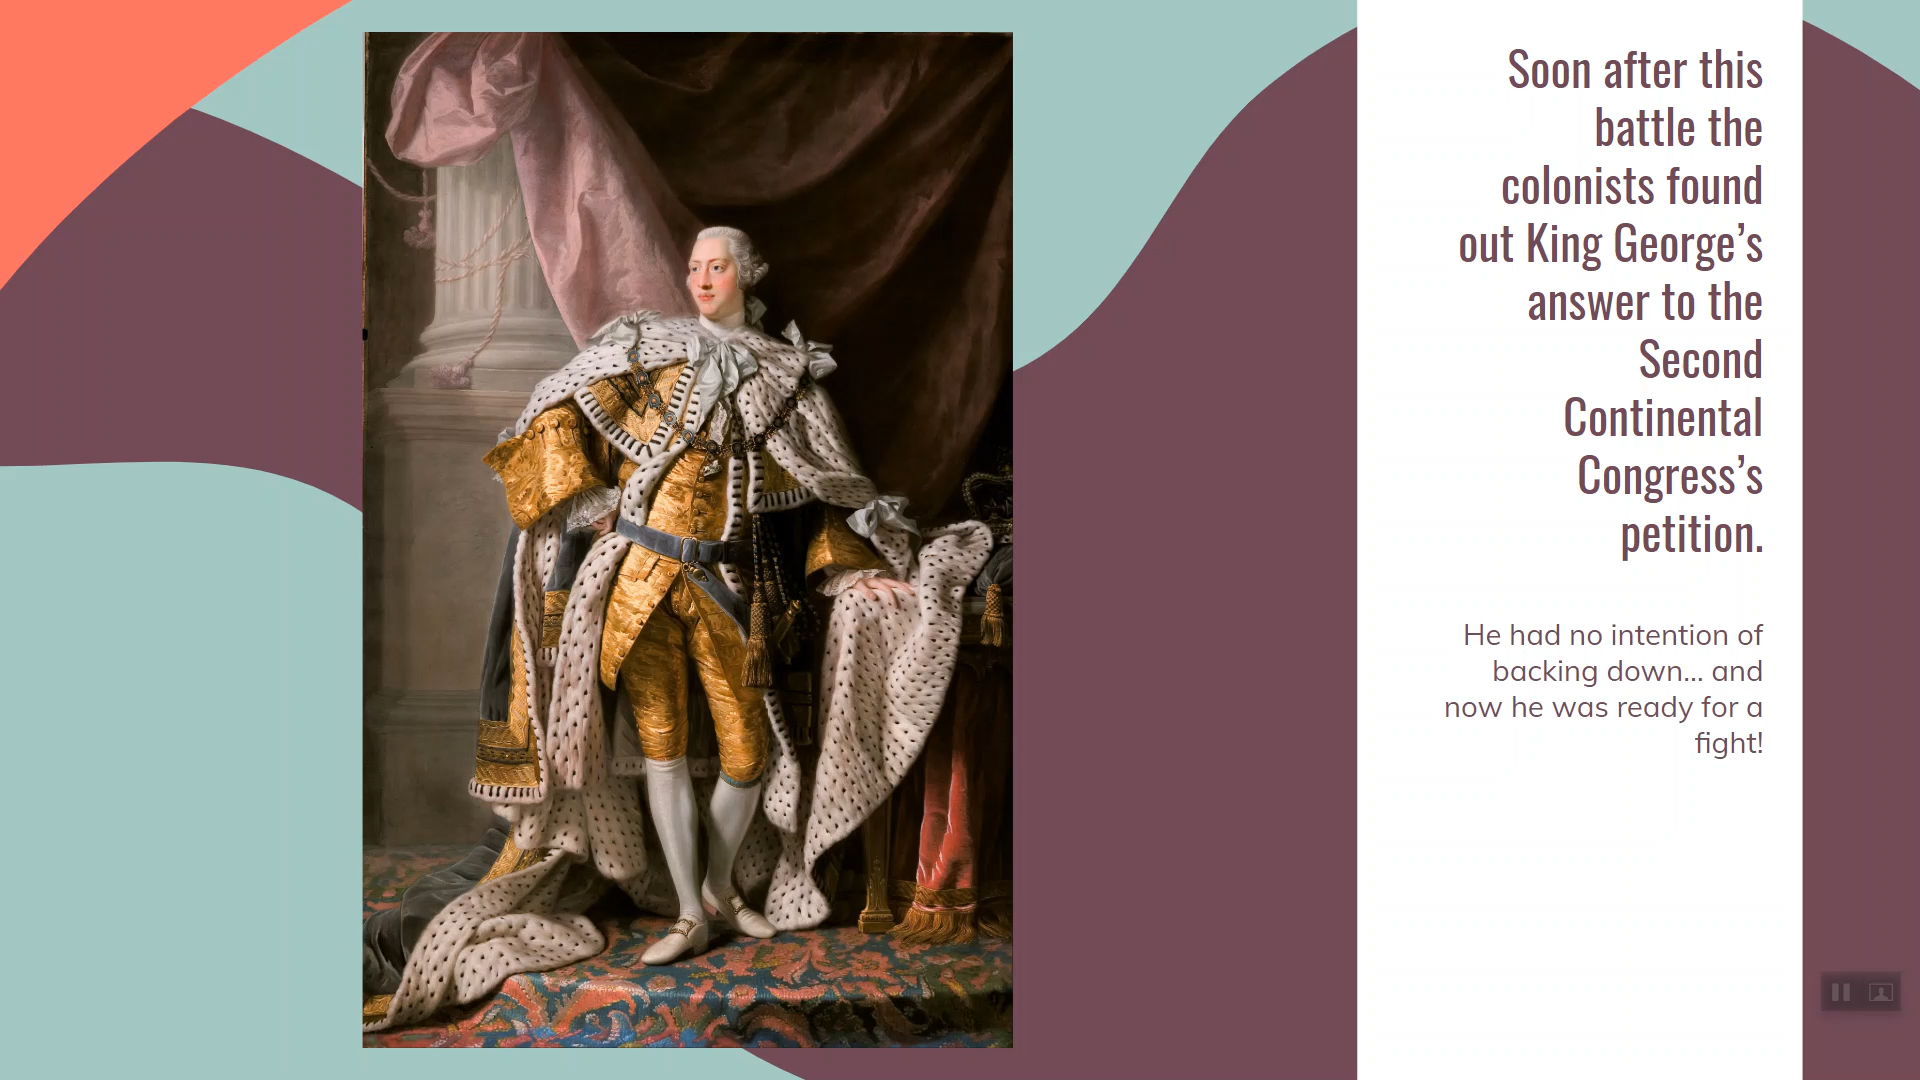 Soon after this
battle the
colonists found
out King George’s
answer to the
Second
Continental
Congress’s
petition.
He had no intention of
backing down... and
now he was ready for a
fight!